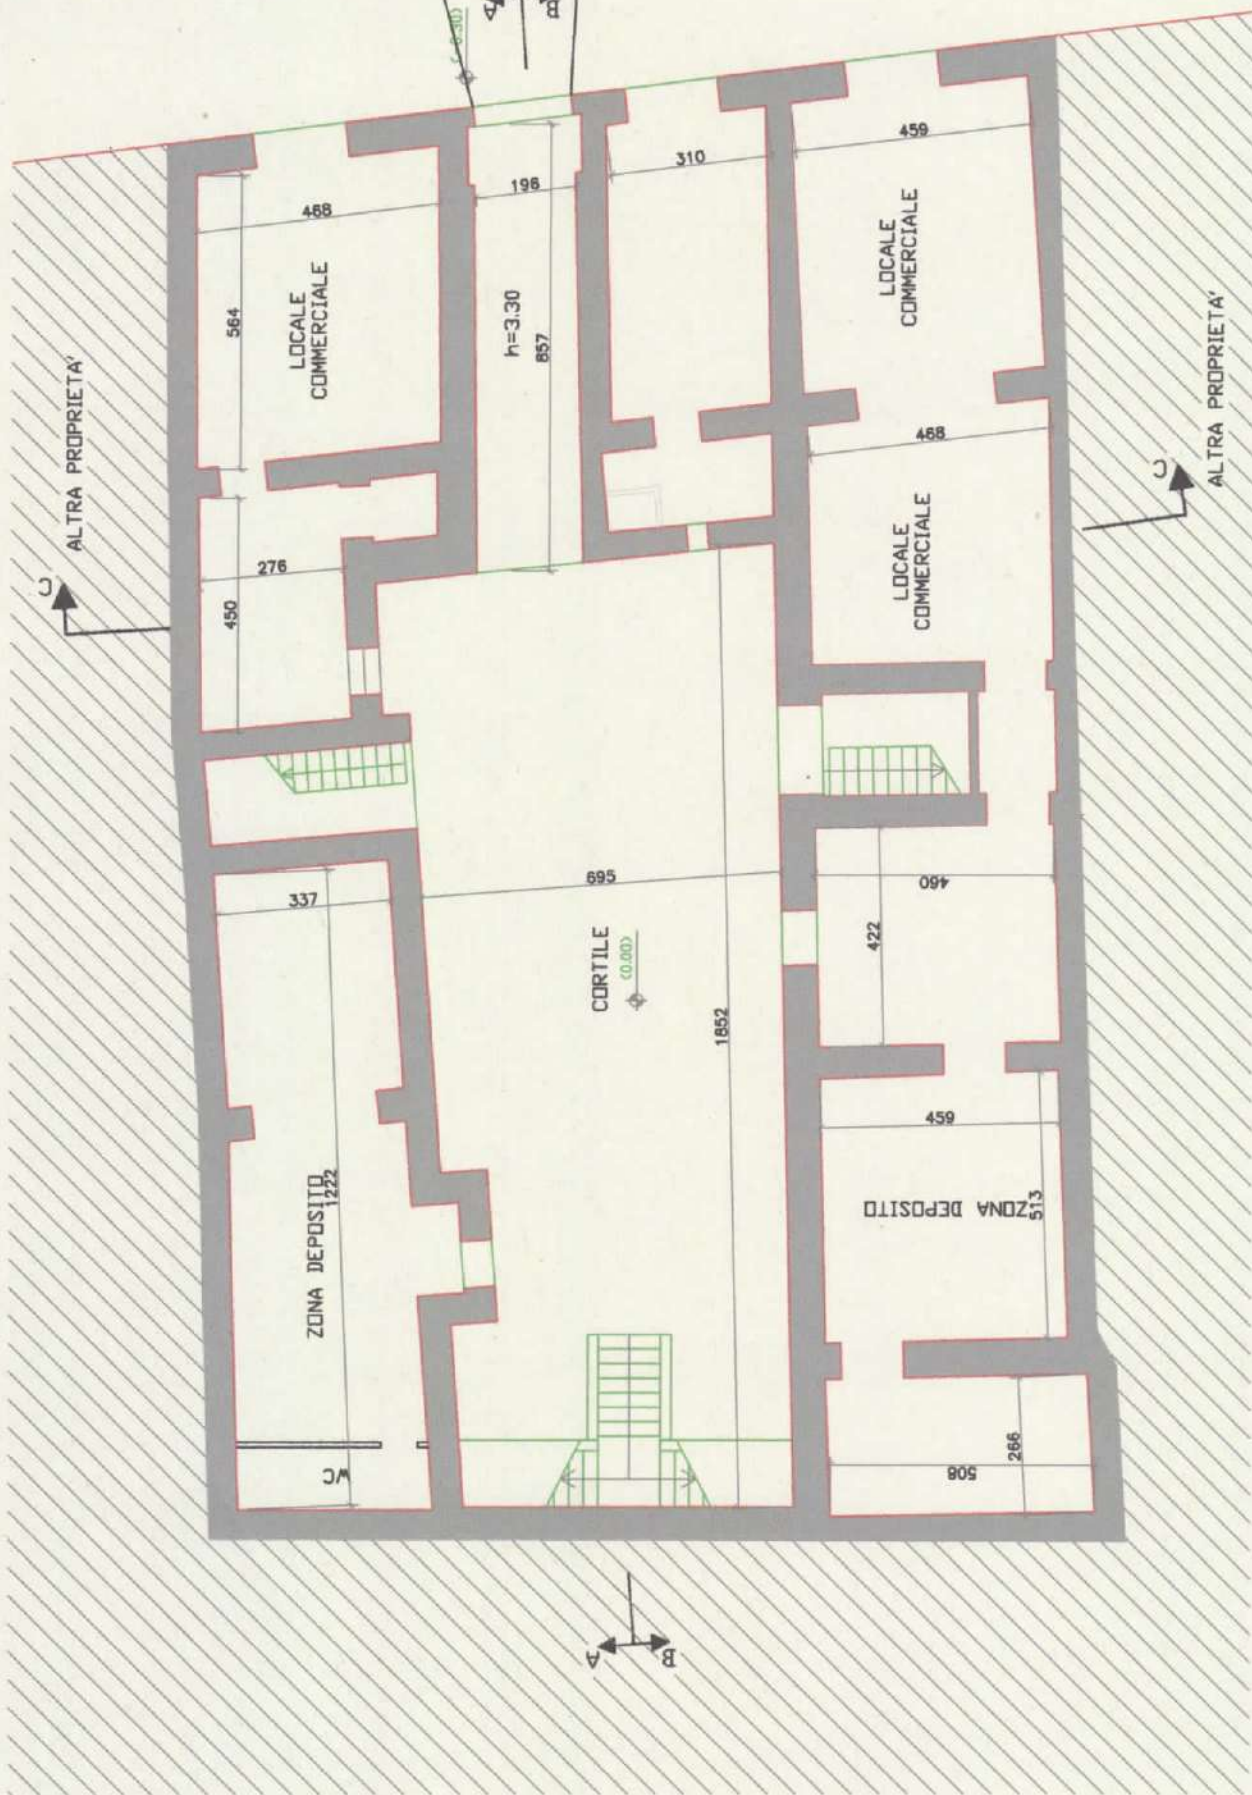 (-0.50)
A
B
468
564
LOCALE
COMMERCIALE
196
h=3.30
857
310
459
LOCALE
COMMERCIALE
468
LOCALE
COMMERCIALE
ALTRA PROPRIETA'
C
276
450
ALTRA PROPRIETA'
C
337
ZONA DEPOSITO
1222
WC
695
CORTILE
(0.00)
1852
460
422
459
ZONA DEPOSITO
513
266
508
A
B